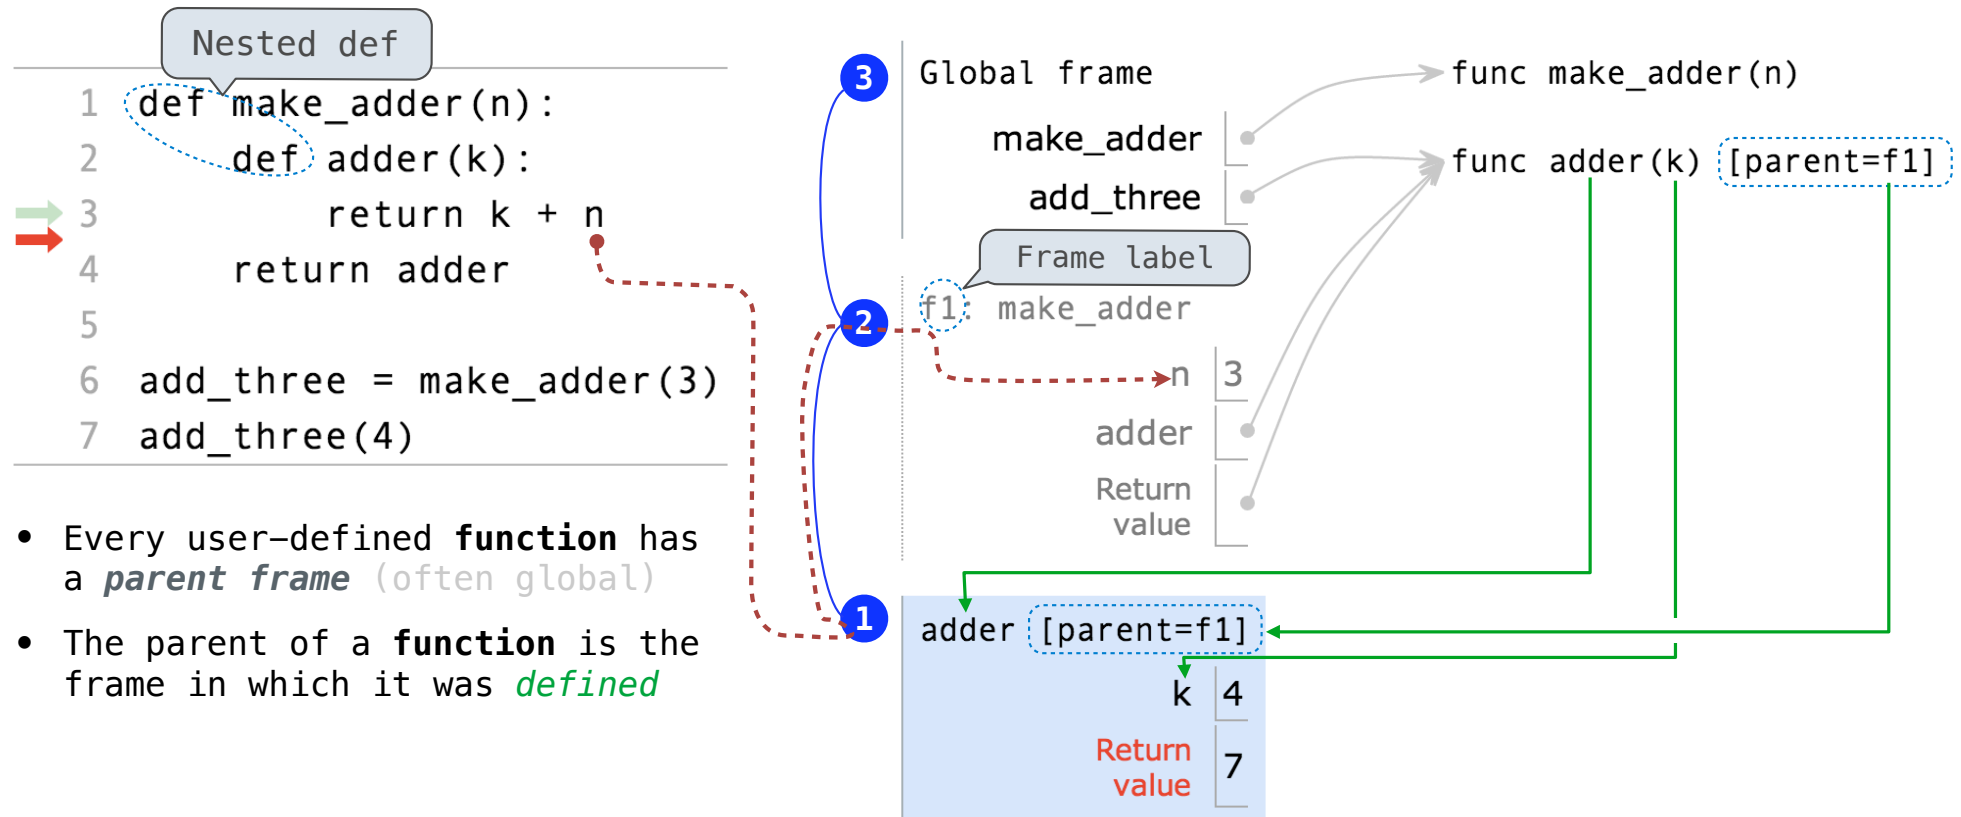 Nested def
1 def make_adder(n):
2 def adder(k):
3 return k + n
4 return adder
5
6 add_three = make_adder(3)
7 add_three(4)
• Every user-defined function has
a parent frame (often global)
• The parent of a function is the
frame in which it was defined
3
Global frame
make_adder
add_three
func make_adder(n)
func adder(k) [parent=f1]
Frame label
2
f1: make_adder
n 3
adder
Return
value
1
adder [parent=f1]
k 4
Return
value 7